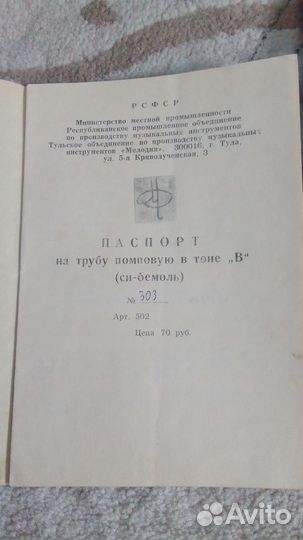 РСФСР
Министерство местной промышленности
Республиканское промышленное объединение
по производству музыкальных инструментов
Тульское объединение по производству музыкальных
инструментов «Мелодия». 300016, г. Тула,
ул. 5-я Криволученская, 3
ПАСПОРТ
на трубу помповую в тоне „В“
(си-бемоль)
№ 303
Арт. 502
Цена 70 руб.
Avito